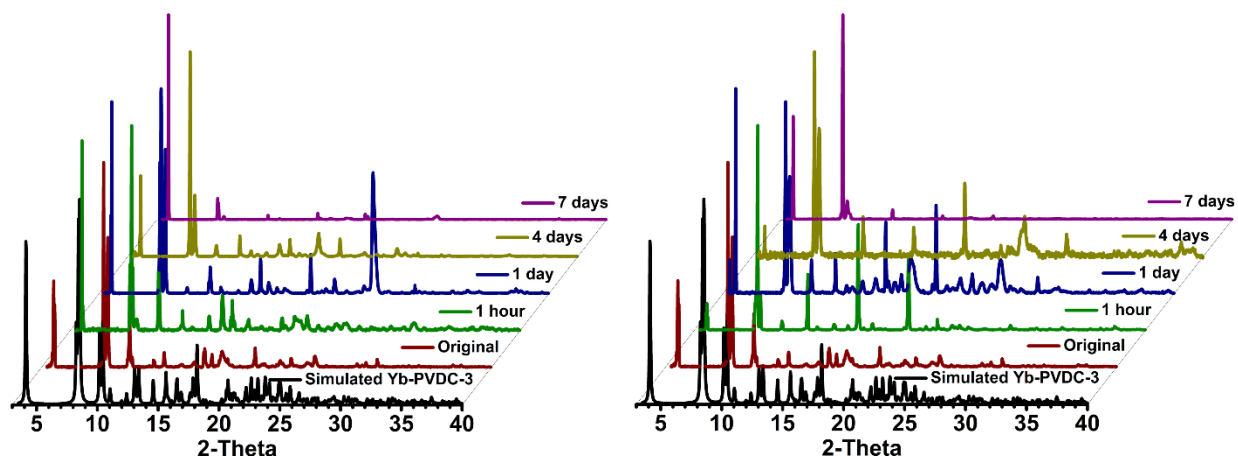 7 days
4 days
1 day
1 hour
Original
Simulated Yb-PVDC-3
5 10 15 20 25 30 35 40
2-Theta
7 days
4 days
1 day
1 hour
Original
Simulated Yb-PVDC-3
5 10 15 20 25 30 35 40
2-Theta